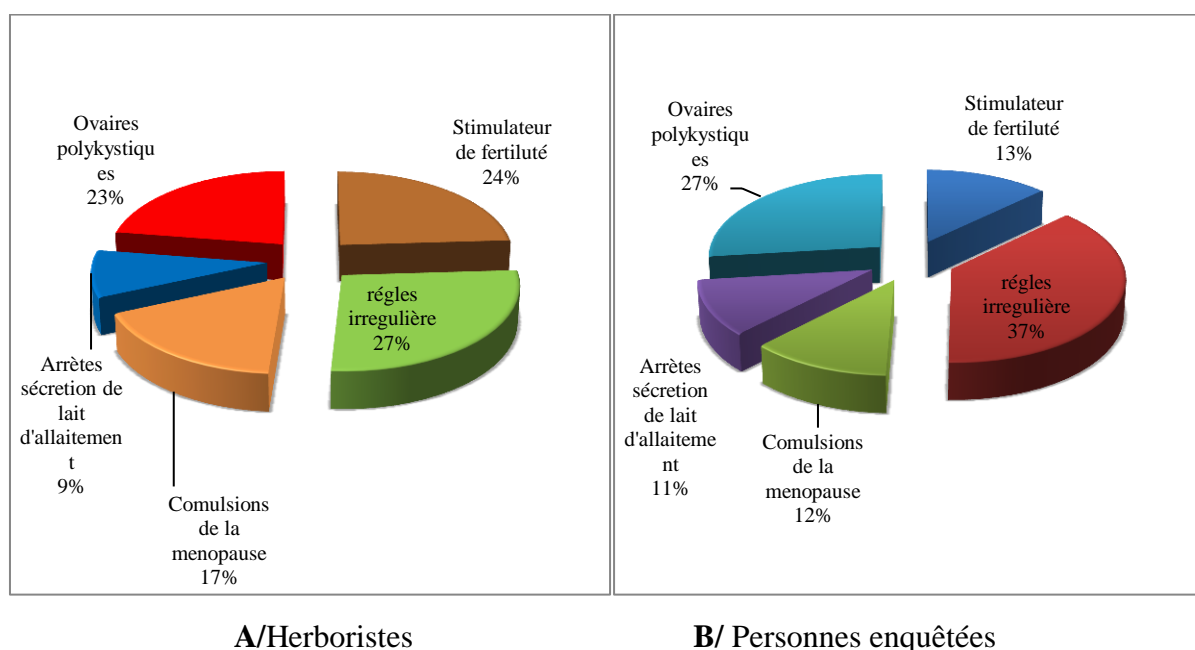 Ovaires
polykystiqu
es
23%
Stimulateur
de fertiluté
24%
régles
irregulière
27%
Arrètes
sécretion de
lait
d'allaitemen
t
9%
Comulsions
de la
menopause
17%
Ovaires
polykystiqu
es
27%
Stimulateur
de fertiluté
13%
régles
irregulière
37%
Arrètes
sécretion
de lait
d'allaiteme
nt
11%
Comulsions
de la
menopause
12%
A/Herboristes
B/ Personnes enquêtées